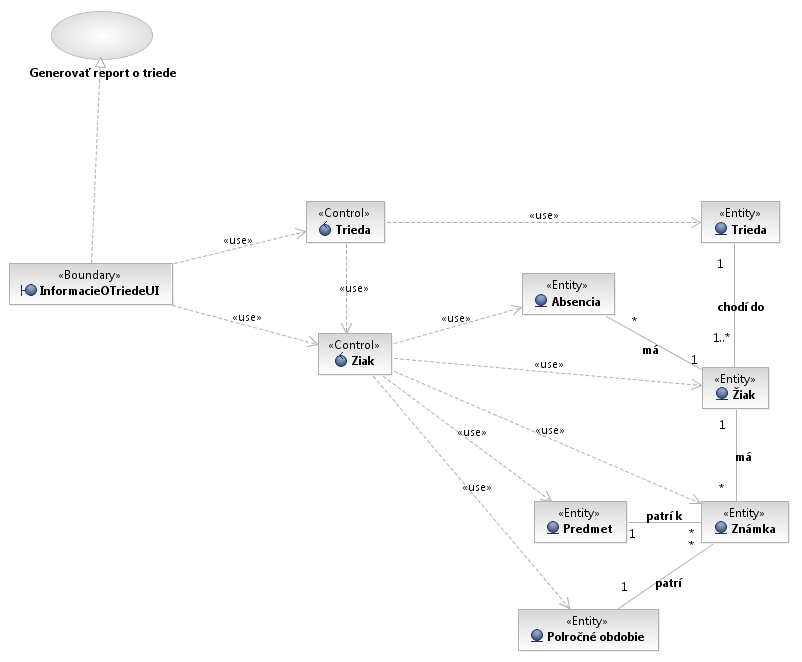 Generovať report o triede
«Control»
Trieda
«use»
«Entity»
Trieda
«use»
«Boundary»
InformacieOTriedeUI
1
«use»
«Entity»
Absencia
chodí do
«use»
«use»
*
1..*
«Control»
Ziak
má
1
«use»
«Entity»
Žiak
1
«use»
«use»
má
«use»
*
«Entity»
Predmet
patrí k
1
*
*
«Entity»
Známka
1
patrí
«Entity»
Polročné obdobie